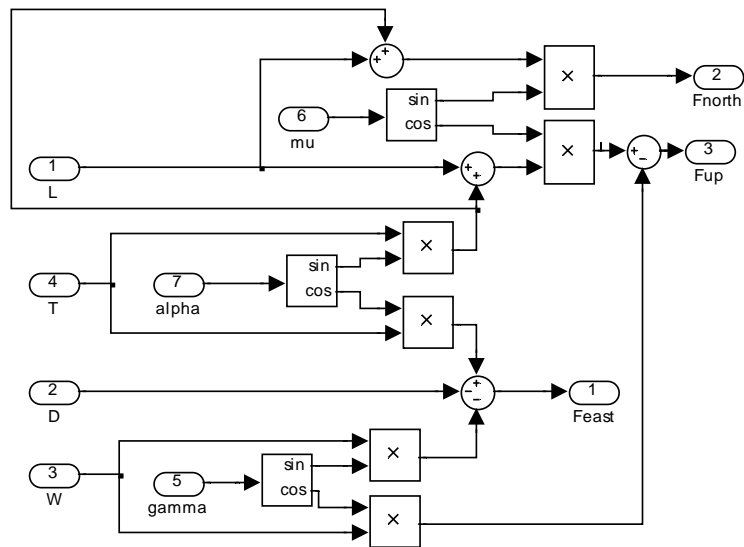 +
+
×
2
Fnorth
6
mu
sin
cos
1
L
+
+
×
+
−
3
Fup
×
4
T
7
alpha
sin
cos
×
2
D
−
+
−
1
Feast
3
W
5
gamma
sin
cos
×
×